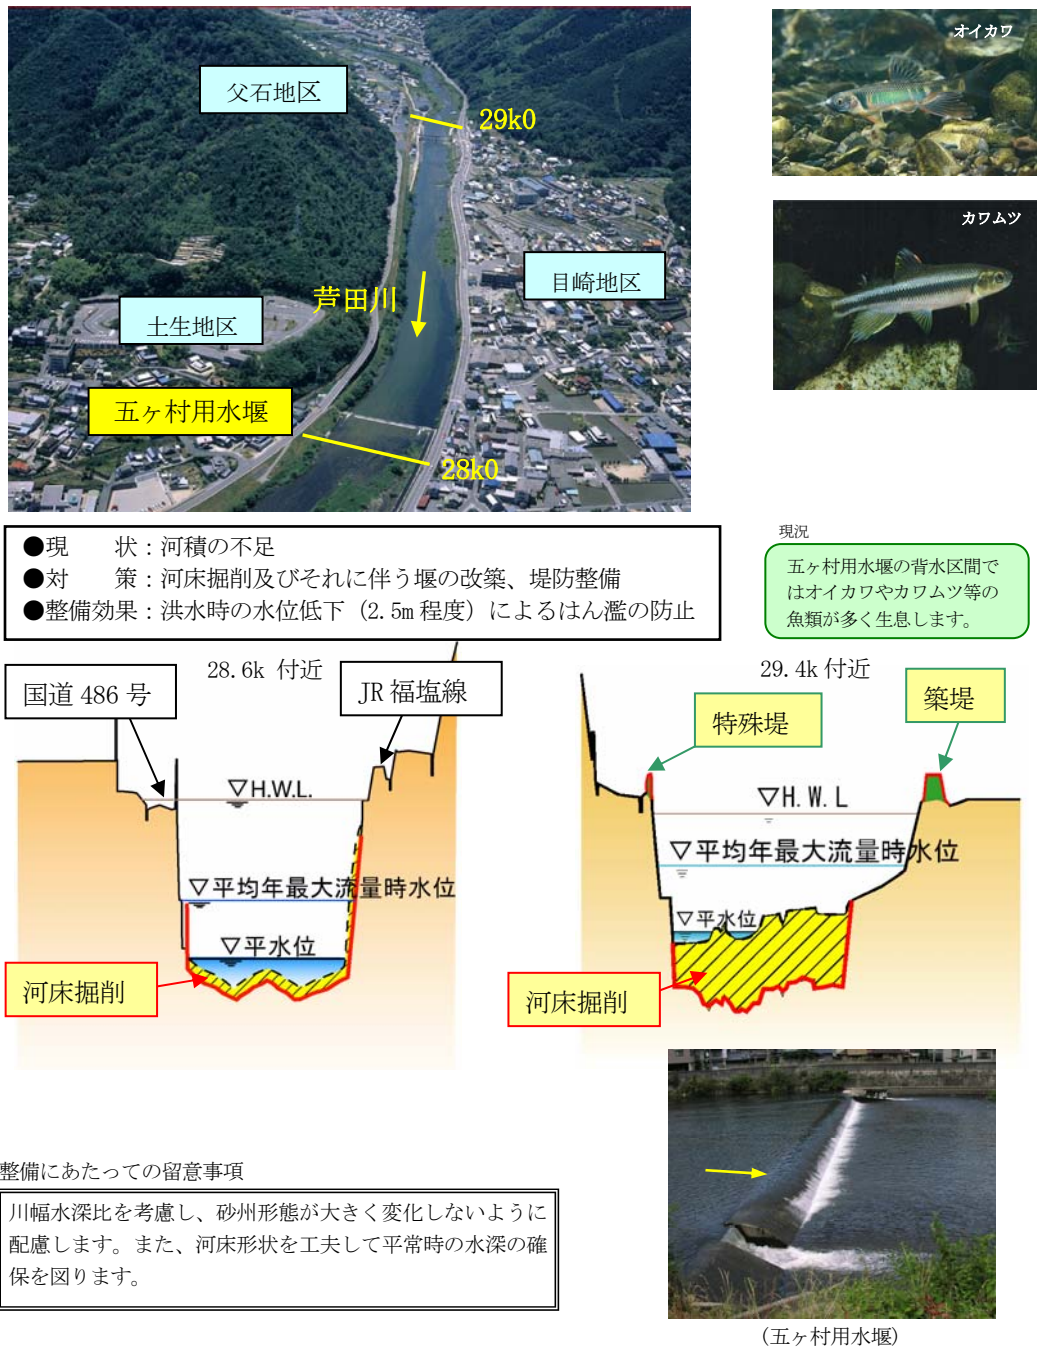 父石地区
29k0
オイカワ
カワムツ
目崎地区
芦田川
土生地区
五ヶ村用水堰
28k0
●現　　状：河積の不足
●対　　策：河床掘削及びそれに伴う堰の改築、堤防整備
●整備効果：洪水時の水位低下（2.5m 程度）によるはん濫の防止
現況
五ヶ村用水堰の背水区間で
はオイカワやカワムツ等の
魚類が多く生息します。
28.6k 付近
国道 486 号
JR 福塩線
▽H.W.L.
▽平均年最大流量時水位
▽平水位
河床掘削
29.4k 付近
特殊堤
築堤
▽H.W.L
▽平均年最大流量時水位
▽平水位
河床掘削
整備にあたっての留意事項
川幅水深比を考慮し、砂州形態が大きく変化しないように
配慮します。また、河床形状を工夫して平常時の水深の確
保を図ります。
(五ヶ村用水堰)